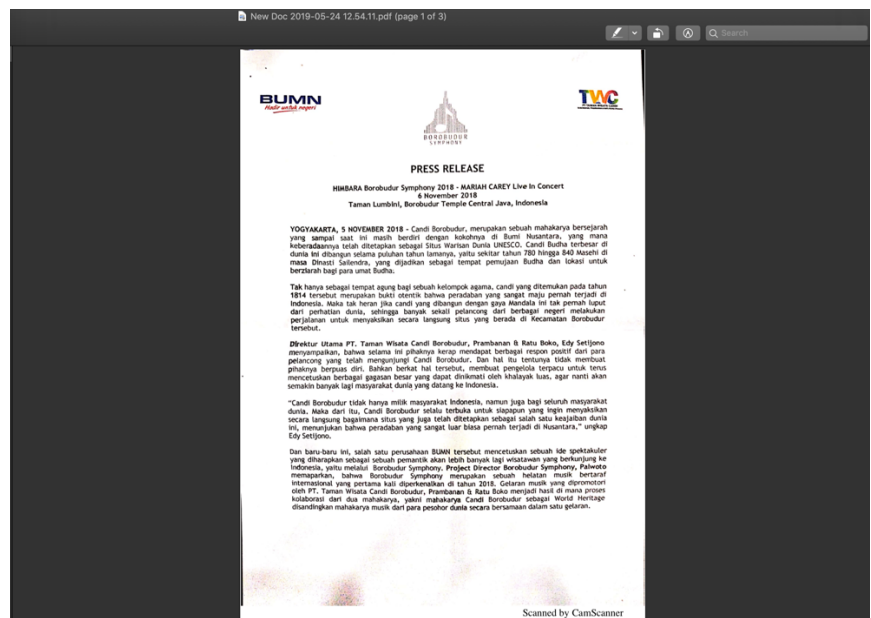 New Doc 2019-05-24 12.54.11.pdf (page 1 of 3)
Search
BUMN
Hadir untuk negeri
TWC
BOROBUDUR
SYMPHONY
PRESS RELEASE
HIMBARA Borobudur Symphony 2018 - MARIAH CAREY Live In Concert
6 November 2018
Taman Lumbini, Borobudur Temple Central Java, Indonesia
YOGYAKARTA, 5 NOVEMBER 2018 - Candi Borobudur, merupakan sebuah mahakarya bersejarah
yang sampai saat ini masih berdiri dengan kokohnya di Bumi Nusantara, yang mana
keberadaannya telah ditetapkan sebagai Situs Warisan Dunia UNESCO. Candi Budha terbesar di
dunia ini dibangun selama puluhan tahun lamanya, yaitu sekitar tahun 780 hingga 840 Masehi di
masa Dinasti Sailendra, yang dijadikan sebagai tempat pemujaan Budha dan lokasi untuk
berziarah bagi para umat Budha.
Tak hanya sebagai tempat agung bagi sebuah kelompok agama, candi yang ditemukan pada tahun
1814 tersebut merupakan bukti otentik bahwa peradaban yang sangat maju pernah terjadi di
Indonesia. Maka tak heran jika candi yang dibangun dengan gaya Mandala ini tak pernah luput
dari perhatian dunia, sehingga banyak sekali pelancong dari berbagai negeri melakukan
perjalanan untuk menyaksikan secara langsung situs yang berada di Kecamatan Borobudur
tersebut.
Direktur Utama PT. Taman Wisata Candi Borobudur, Prambanan & Ratu Boko, Edy Setijono
menyampaikan, bahwa selama ini pihaknya kerap mendapat berbagai respon positif dari para
pelancong yang telah mengunjungi Candi Borobudur. Dan hal itu tentunya tidak membuat
pihaknya berpuas diri. Bahkan berkat hal tersebut, membuat pengelola terpacu untuk terus
mencetuskan berbagai gagasan besar yang dapat dinikmati oleh khalayak luas, agar nanti akan
semakin banyak lagi masyarakat dunia yang datang ke Indonesia.
“Candi Borobudur tidak hanya milik masyarakat Indonesia, namun juga bagi seluruh masyarakat
dunia. Maka dari itu, Candi Borobudur selalu terbuka untuk siapapun yang ingin menyaksikan
secara langsung bagaimana situs yang juga telah ditetapkan sebagai salah satu keajaiban dunia
ini, menunjukan bahwa peradaban yang sangat luar biasa pernah terjadi di Nusantara,” ungkap
Edy Setijono.
Dan baru-baru ini, salah satu perusahaan BUMN tersebut mencetuskan sebuah ide spektakuler
yang diharapkan sebagai sebuah pemantik akan lebih banyak lagi wisatawan yang berkunjung ke
Indonesia, yaitu melalui Borobudur Symphony. Project Director Borobudur Symphony, Palwoto
memaparkan, bahwa Borobudur Symphony merupakan sebuah helatan musik bertaraf
internasional yang pertama kali diperkenalkan di tahun 2018. Gelaran musik yang dipromotori
oleh PT. Taman Wisata Candi Borobudur, Prambanan & Ratu Boko menjadi hasil di mana proses
kolaborasi dari dua mahakarya, yakni mahakarya Candi Borobudur sebagai World Heritage
disandingkan mahakarya musik dari para pesohor dunia secara bersamaan dalam satu gelaran.
Scanned by CamScanner